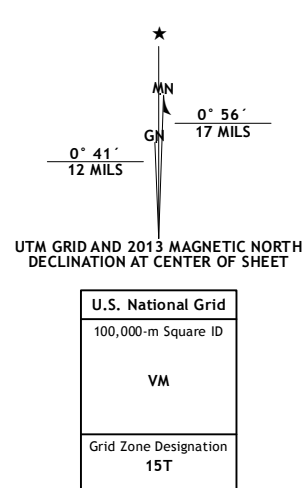 ★
MN
0° 56´
17 MILS
GN
0° 41´
12 MILS
UTM GRID AND 2013 MAGNETIC NORTH
DECLINATION AT CENTER OF SHEET
U.S. National Grid
100,000-m Square ID
VM
Grid Zone Designation
15T